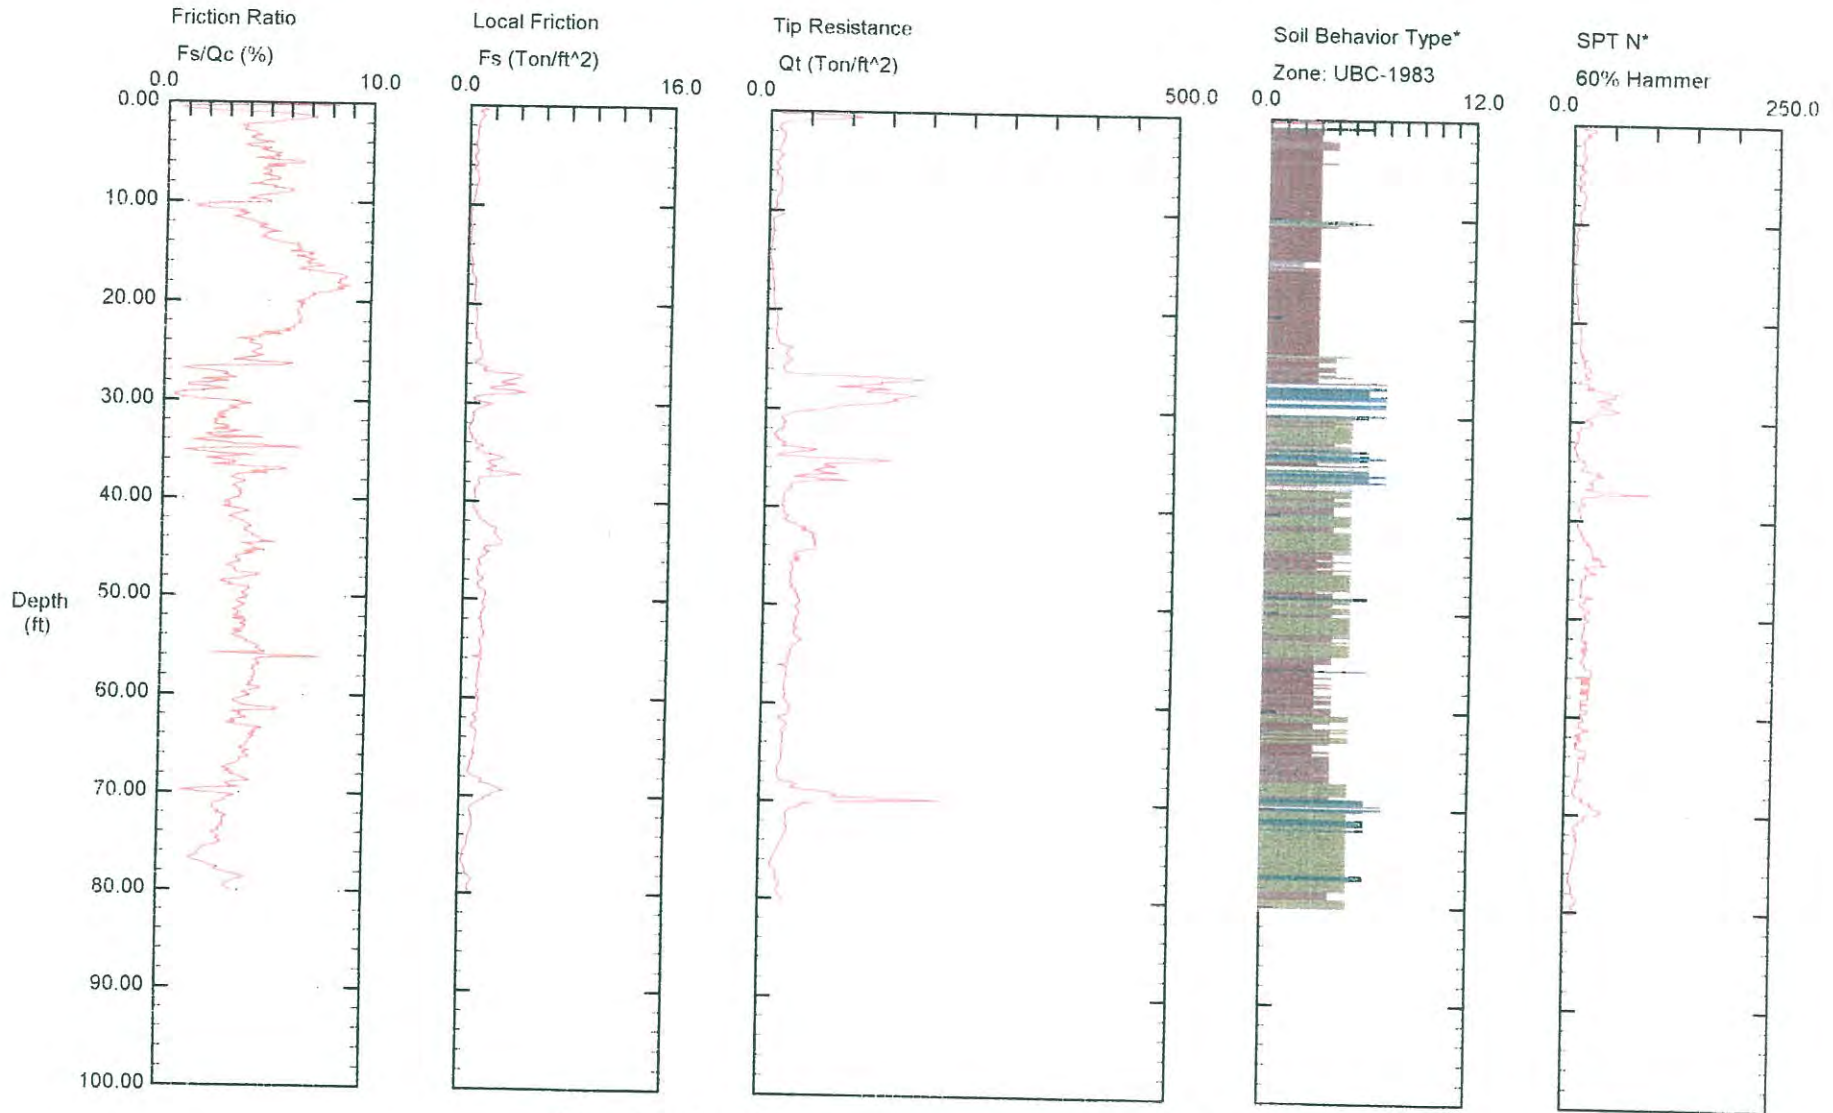 Friction Ratio
Fs/Qc (%)
0.0 10.0
Local Friction
Fs (Ton/ft^2)
0.0 16.0
Tip Resistance
Qt (Ton/ft^2)
0.0 500.0
Soil Behavior Type*
Zone: UBC-1983
0.0 12.0
SPT N*
60% Hammer
0.0 250.0
0.00
10.00
20.00
30.00
40.00
50.00
60.00
70.00
80.00
90.00
100.00
Depth
(ft)